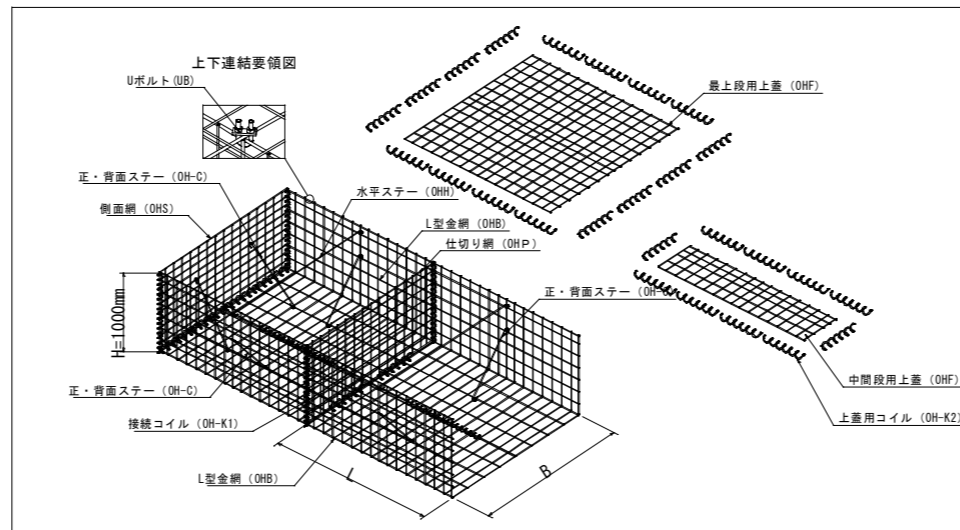 上下連結要領図
Uボルト(UB)
最上段用上蓋(OHF)
正・背面ステー(OH-C)
水平ステー(OHH)
側面網(OHS)
L型金網(OHB)
仕切り網(OHP)
正・背面ステー(OH-C)
H=1000mm
正・背面ステー(OH-C)
中間段用上蓋(OHF)
接続コイル(OH-K1)
上蓋用コイル(OH-K2)
L型金網(OHB)
L
B